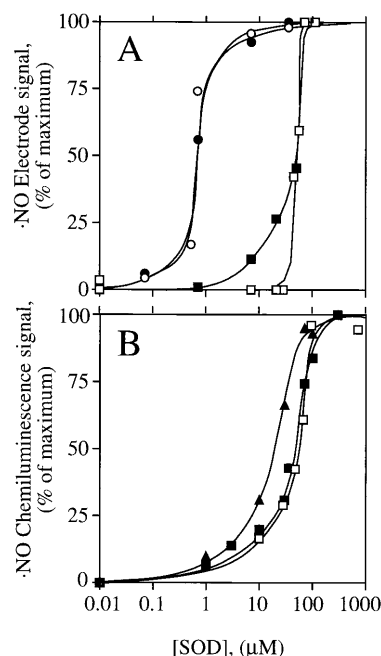 A
·NO Electrode signal,
(% of maximum)
100
75
50
25
0
B
·NO Chemiluminescence signal,
(% of maximum)
100
75
50
25
0
0.01 0.1 1 10 100 1000
[SOD], (μM)